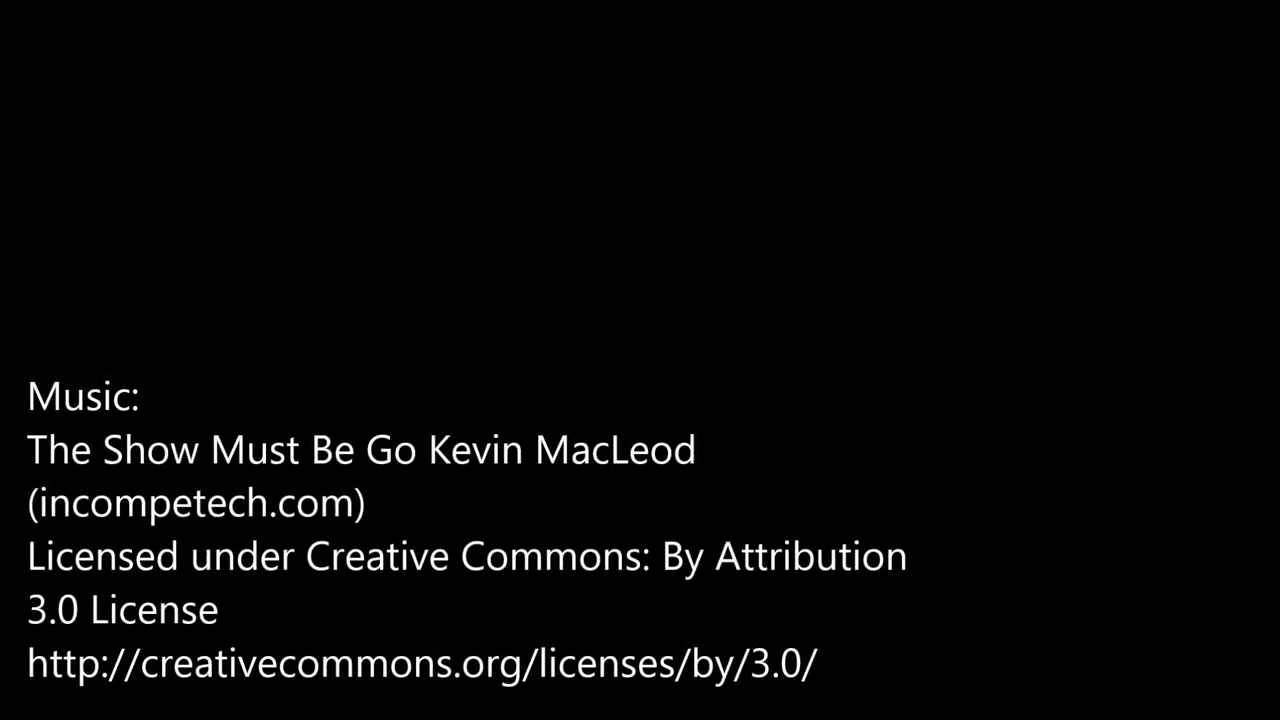 Music:
The Show Must Be Go Kevin MacLeod
(incompetech.com)
Licensed under Creative Commons: By Attribution
3.0 License
http://creativecommons.org/licenses/by/3.0/